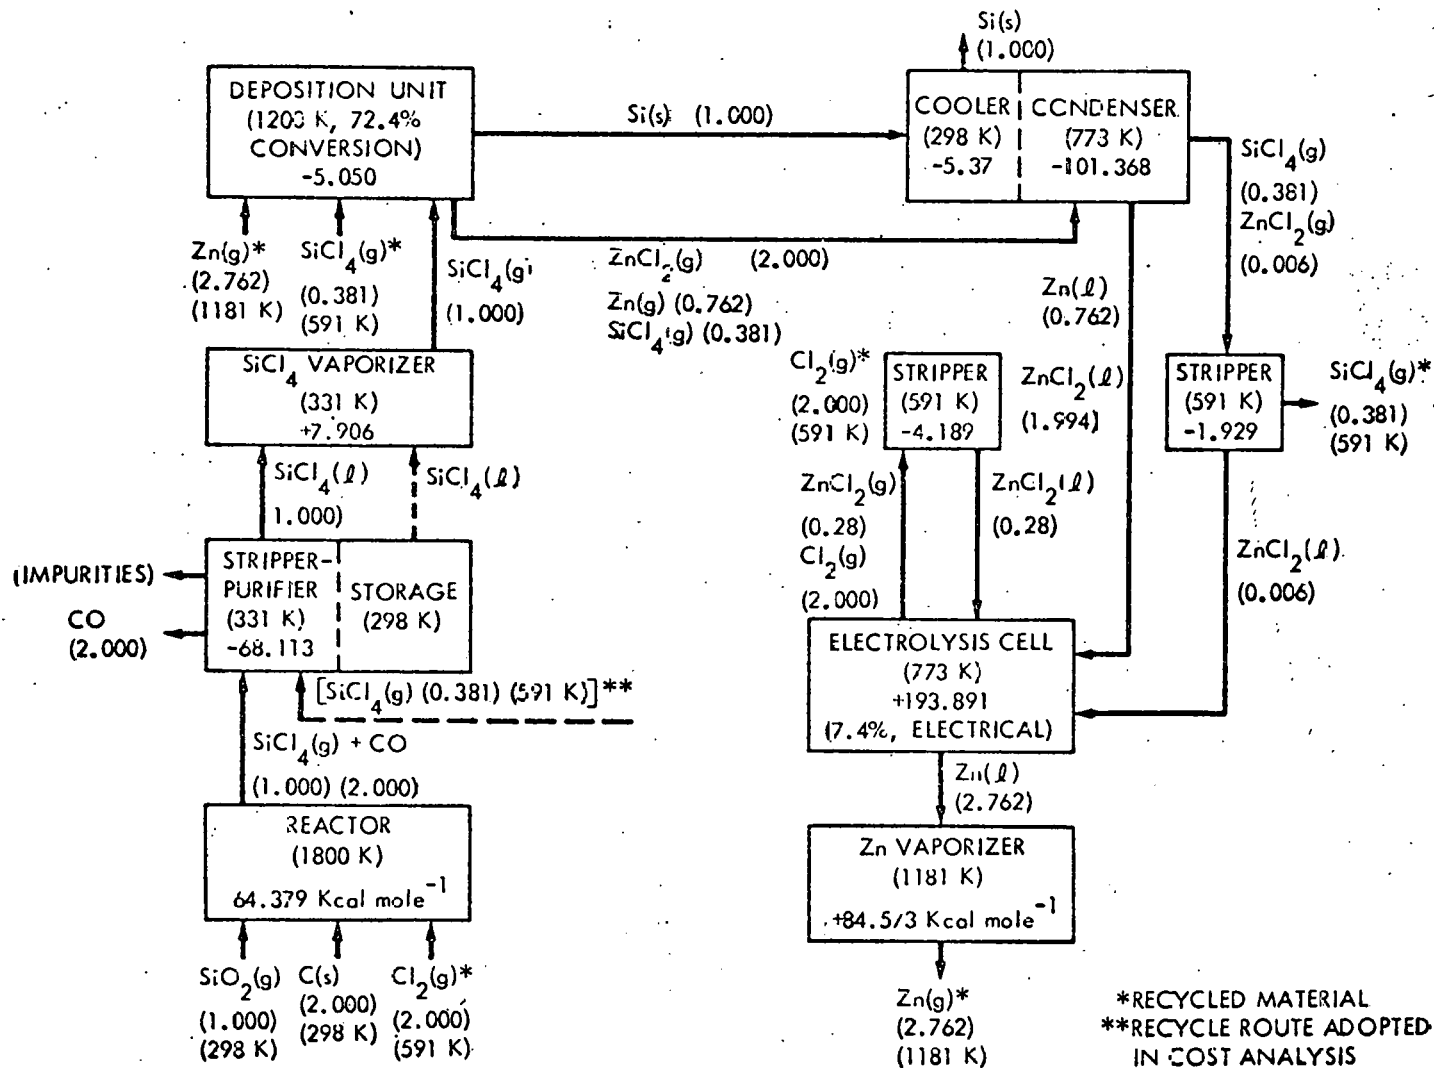 Si(s)
(1.000)
DEPOSITION UNIT
(1203 K, 72.4%
CONVERSION)
-5.050
Si(s) (1.000)
COOLER
(298 K)
-5.37
CONDENSER
(773 K)
-101.368
SiCl4(g)
(0.381)
ZnCl2(g)
(0.006)
Zn(g)*
(2.762)
(1181 K)
SiCl4(g)*
(0.381)
(591 K)
SiCl4(g)
(1.000)
ZnCl2(g) (2.000)
Zn(g) (0.762)
SiCl4(g) (0.381)
Zn(ℓ)
(0.762)
SiCl4 VAPORIZER
(331 K)
+7.906
Cl2(g)*
(2.000)
(591 K)
STRIPPER
(591 K)
-4.189
ZnCl2(ℓ)
(1.994)
STRIPPER
(591 K)
-1.929
SiCl4(g)*
(0.381)
(591 K)
SiCl4(ℓ)
1.000)
SiCl4(ℓ)
ZnCl2(g)
(0.28)
Cl2(g)
(2.000)
ZnCl2(ℓ)
(0.28)
ZnCl2(ℓ)
(0.006)
(IMPURITIES)
CO
(2.000)
STRIPPER-
PURIFIER
(331 K)
-68.113
STORAGE
(298 K)
[SiCl4(g) (0.381) (591 K)]**
ELECTROLYSIS CELL
(773 K)
+193.891
(7.4%, ELECTRICAL)
SiCl4(g) + CO
(1.000) (2.000)
Zn(ℓ)
(2.762)
REACTOR
(1800 K)
64.379 Kcal mole-1
Zn VAPORIZER
(1181 K)
+84.5/3 Kcal mole-1
SiO2(g)
(1.000)
(298 K)
C(s)
(2.000)
(298 K)
Cl2(g)*
(2.000)
(591 K)
Zn(g)*
(2.762)
(1181 K)
*RECYCLED MATERIAL
**RECYCLE ROUTE ADOPTED
IN COST ANALYSIS